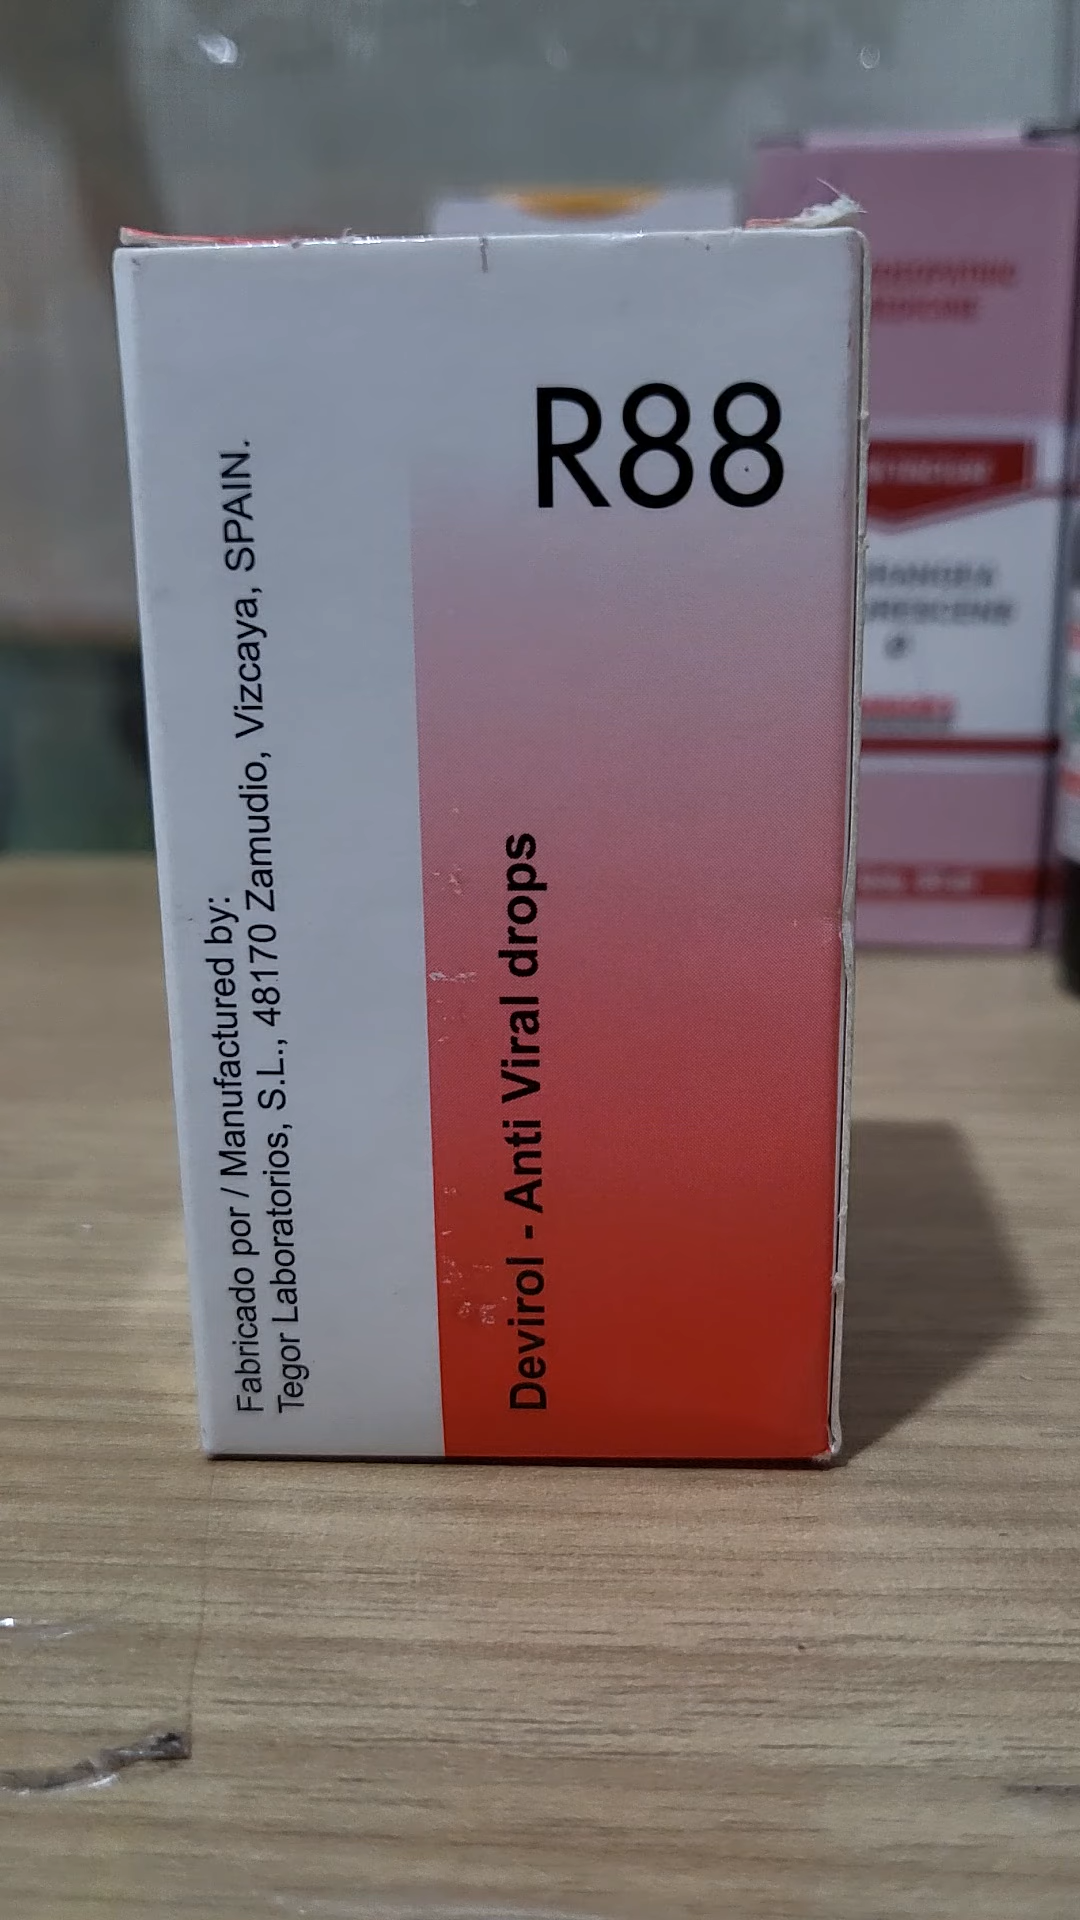 R88
Fabricado por / Manufactured by:
Tegor Laboratorios, S.L., 48170 Zamudio, Vizcaya, SPAIN.
Devirol - Anti Viral drops